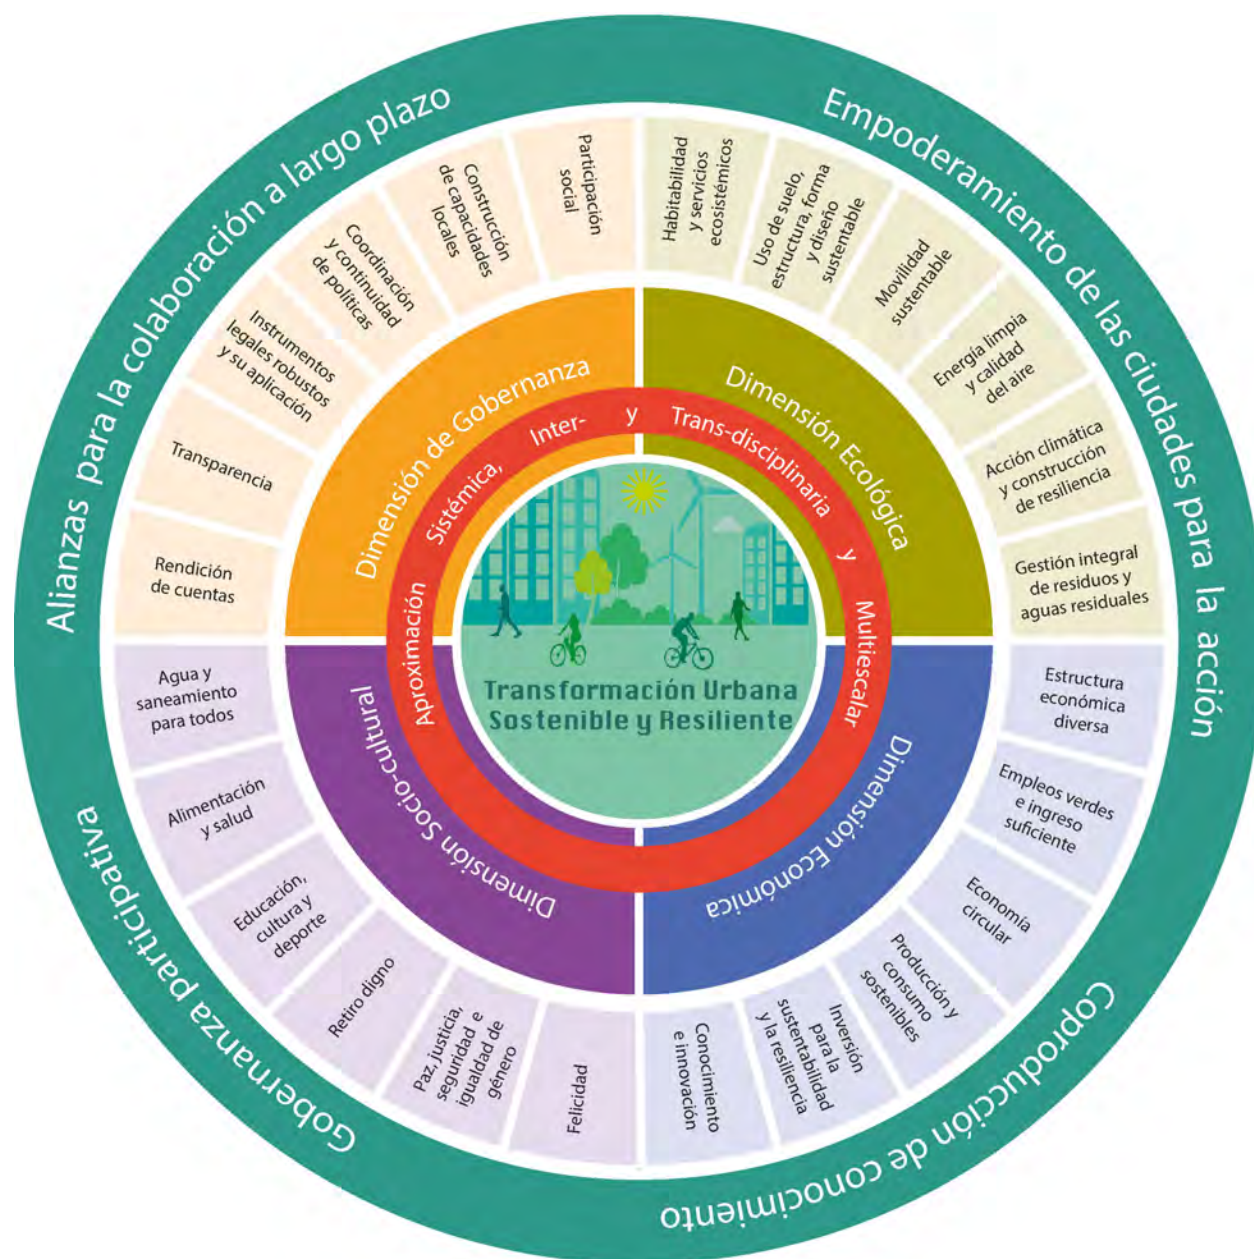 Alianzas para la colaboración a largo plazo
Empoderamiento de las ciudades para la acción
Coproducción de conocimiento
Gobernanza participativa
Habitabilidad
y servicios
ecosistémicos
Uso de suelo,
estructura, forma
y diseño
sustentable
Movilidad
sustentable
Energía limpia
y calidad
del aire
Acción climática
y construcción
de resiliencia
Gestión integral
de residuos y
aguas residuales
Estructura
económica
diversa
Empleos verdes
e ingreso
suficiente
Economía
circular
Producción y
consumo
sostenibles
Inversión
para la
sustentabilidad
y la resiliencia
Conocimiento
e innovación
Felicidad
Paz, justicia,
seguridad e
igualdad de
género
Retiro digno
Educación,
cultura y
deporte
Alimentación
y salud
Agua y
saneamiento
para todos
Rendición
de cuentas
Transparencia
Instrumentos
legales robustos
y su aplicación
Coordinación
y continuidad
de políticas
Construcción
de capacidades
locales
Participación
social
Dimensión de Gobernanza
Dimensión Ecológica
Dimensión Económica
Dimensión Socio-cultural
Aproximación Sistémica, Inter- y Trans-disciplinaria y Multiescalar
Transformación Urbana
Sostenible y Resiliente